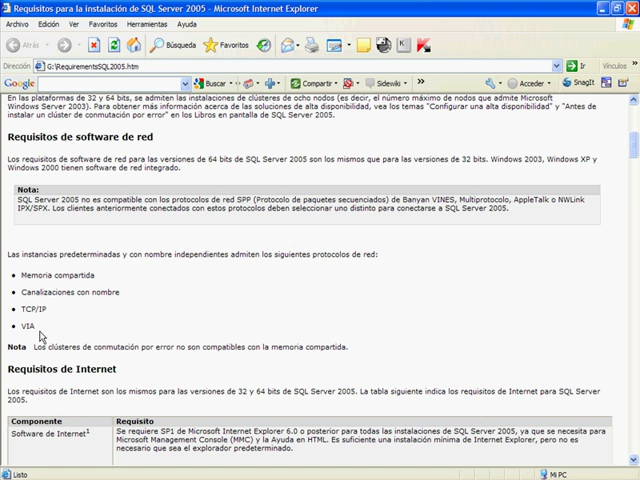 Requisitos para la instalación de SQL Server 2005 - Microsoft Internet Explorer
Archivo Edición Ver Favoritos Herramientas Ayuda
Atrás Búsqueda Favoritos
Dirección G:\RequirementsSQL2005.htm Ir Vínculos
Google Buscar Compartir Sidewiki » Acceder SnagIt
En las plataformas de 32 y 64 bits, se admiten las instalaciones de clústeres de ocho nodos (es decir, el número máximo de nodos que admite Microsoft
Windows Server 2003). Para obtener más información acerca de las soluciones de alta disponibilidad, vea los temas "Configurar una alta disponibilidad" y "Antes de
instalar un clúster de conmutación por error" en los Libros en pantalla de SQL Server 2005.
Requisitos de software de red
Los requisitos de software de red para las versiones de 64 bits de SQL Server 2005 son los mismos que para las versiones de 32 bits. Windows 2003, Windows XP y
Windows 2000 tienen software de red integrado.
Nota:
SQL Server 2005 no es compatible con los protocolos de red SPP (Protocolo de paquetes secuenciados) de Banyan VINES, Multiprotocolo, AppleTalk o NWLink
IPX/SPX. Los clientes anteriormente conectados con estos protocolos deben seleccionar uno distinto para conectarse a SQL Server 2005.
Las instancias predeterminadas y con nombre independientes admiten los siguientes protocolos de red:
• Memoria compartida
• Canalizaciones con nombre
• TCP/IP
• VIA
Nota Los clústeres de conmutación por error no son compatibles con la memoria compartida.
Requisitos de Internet
Los requisitos de Internet son los mismos para las versiones de 32 y 64 bits de SQL Server 2005. La tabla siguiente indica los requisitos de Internet para SQL Server
2005.
Componente Requisito
Software de Internet1 Se requiere SP1 de Microsoft Internet Explorer 6.0 o posterior para todas las instalaciones de SQL Server 2005, ya que se necesita para
Microsoft Management Console (MMC) y la Ayuda en HTML. Es suficiente una instalación mínima de Internet Explorer, pero no es
necesario que sea el explorador predeterminado.
Listo Mi PC